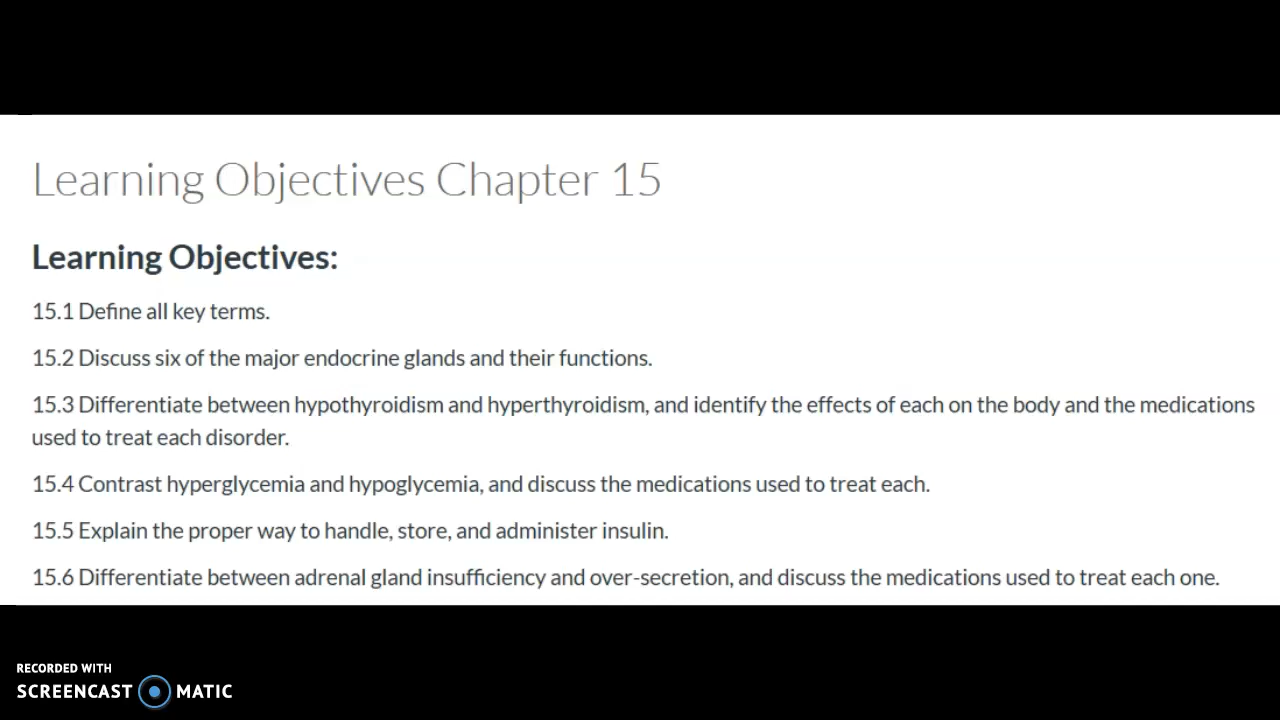 Learning Objectives Chapter 15
Learning Objectives:
15.1 Define all key terms.
15.2 Discuss six of the major endocrine glands and their functions.
15.3 Differentiate between hypothyroidism and hyperthyroidism, and identify the effects of each on the body and the medications
used to treat each disorder.
15.4 Contrast hyperglycemia and hypoglycemia, and discuss the medications used to treat each.
15.5 Explain the proper way to handle, store, and administer insulin.
15.6 Differentiate between adrenal gland insufficiency and over-secretion, and discuss the medications used to treat each one.
RECORDED WITH
SCREENCAST MATIC